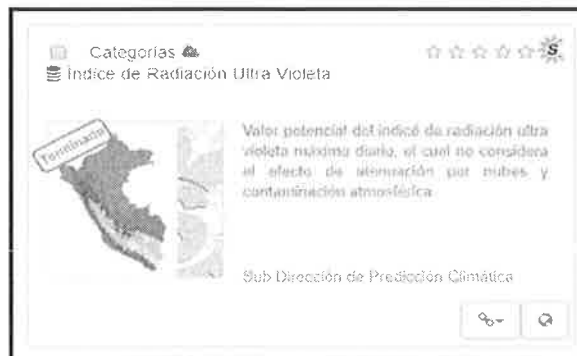 Categorías
S
Índice de Radiación Ultra Violeta
Terminado
Valor potencial del índice de radiación ultra
violeta máximo diario, el cual no considera
el efecto de atenuación por nubes y
contaminación atmosférica
Sub Dirección de Predicción Climática